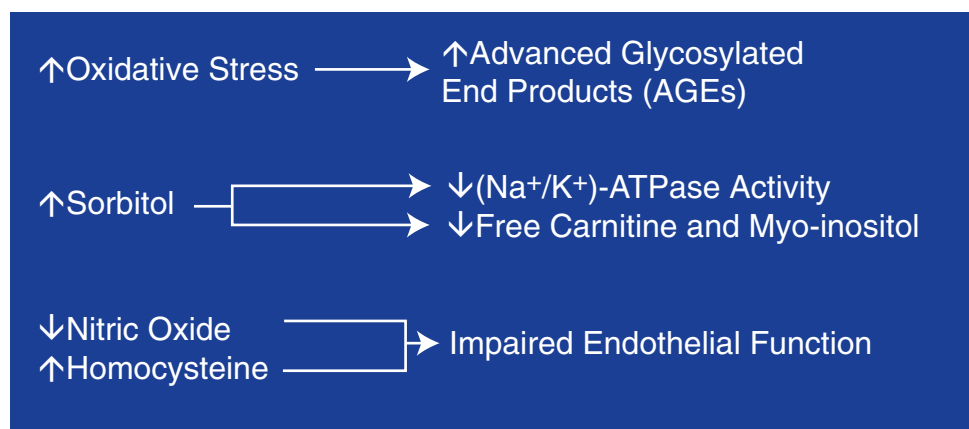 ↑Oxidative Stress
↑Advanced Glycosylated
End Products (AGEs)
↑Sorbitol
↓(Na⁺/K⁺)-ATPase Activity
↓Free Carnitine and Myo-inositol
↓Nitric Oxide
↑Homocysteine
Impaired Endothelial Function